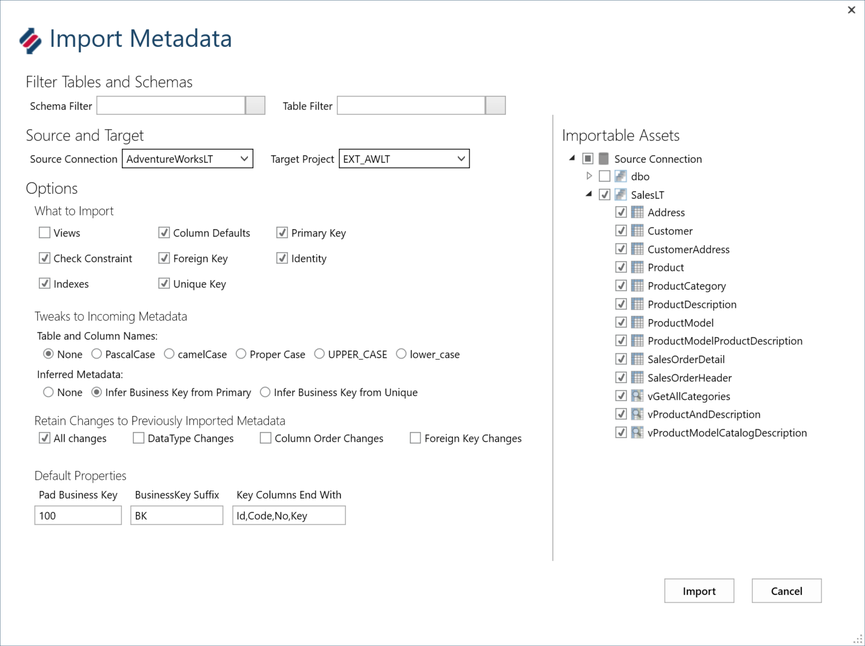 Import Metadata
Filter Tables and Schemas
Schema Filter
Table Filter
Source and Target
Source Connection AdventureWorksLT
Target Project EXT_AWLT
Options
What to Import
Views
Column Defaults
Primary Key
Check Constraint
Foreign Key
Identity
Indexes
Unique Key
Tweaks to Incoming Metadata
Table and Column Names:
None PascalCase camelCase Proper Case UPPER_CASE lower_case
Inferred Metadata:
None Infer Business Key from Primary Infer Business Key from Unique
Retain Changes to Previously Imported Metadata
All changes DataType Changes Column Order Changes Foreign Key Changes
Default Properties
Pad Business Key BusinessKey Suffix Key Columns End With
100 BK Id,Code,No,Key
Importable Assets
Source Connection
dbo
SalesLT
Address
Customer
CustomerAddress
Product
ProductCategory
ProductDescription
ProductModel
ProductModelProductDescription
SalesOrderDetail
SalesOrderHeader
vGetAllCategories
vProductAndDescription
vProductModelCatalogDescription
Import
Cancel